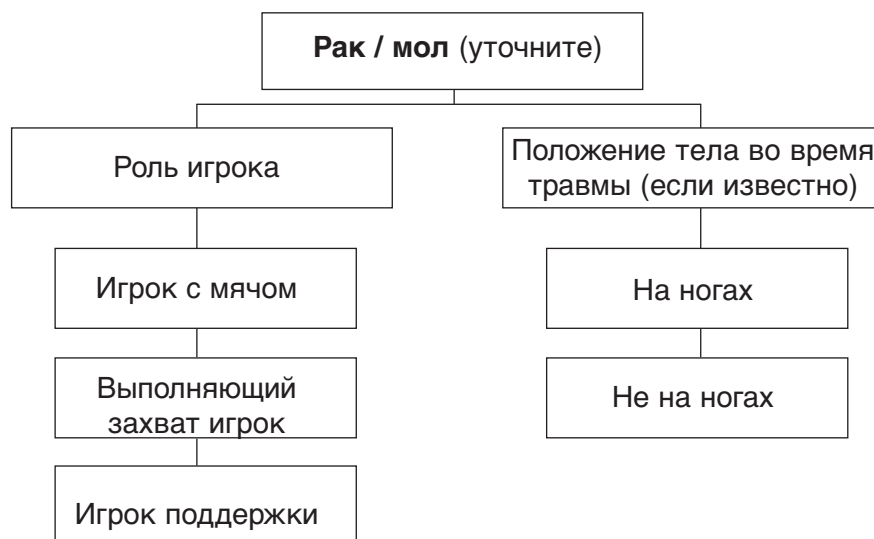 Рак / мол (уточните)
Роль игрока
Игрок с мячом
Выполняющий
захват игрок
Игрок поддержки
Положение тела во время
травмы (если известно)
На ногах
Не на ногах